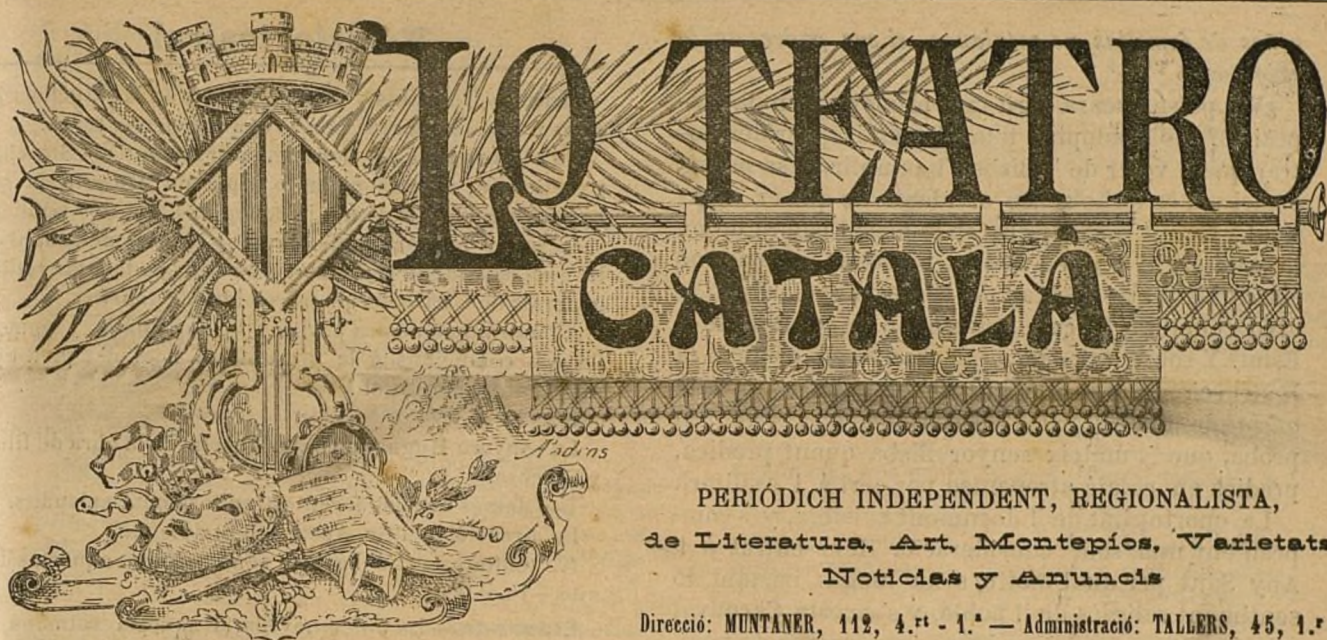 LO TEATRO
CATALÀ
PERIÓDICH INDEPENDENT, REGIONALISTA,
de Literatura, Art, Montepíos, Varietats
Noticias y Anuncis
Direcció: MUNTANER, 112, 4.rt - 1.ª — Administració: TALLERS, 45, 1.r